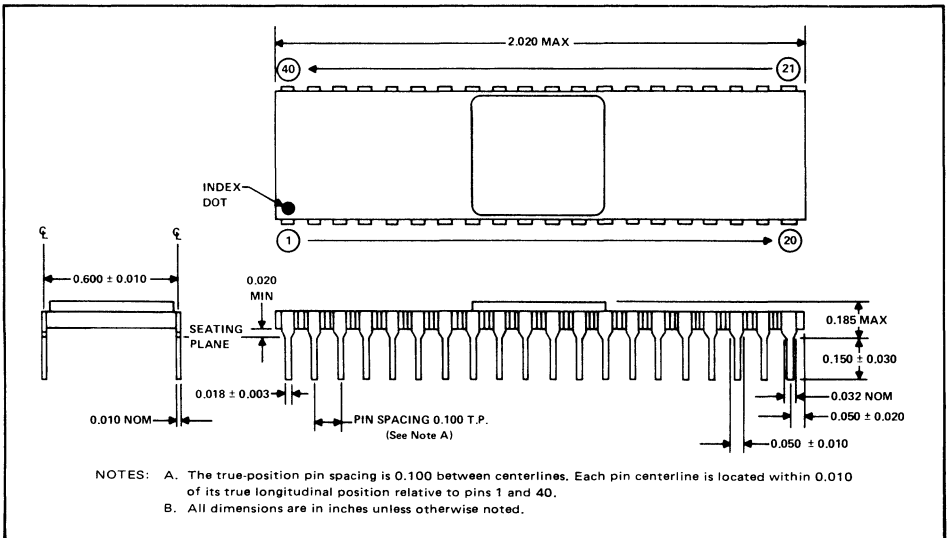 2.020 MAX
40
21
INDEX
DOT
1
20
℄
℄
0.600 ± 0.010
0.020
MIN
SEATING
PLANE
0.185 MAX
0.150 ± 0.030
0.018 ± 0.003
0.032 NOM
0.010 NOM
PIN SPACING 0.100 T.P.
(See Note A)
0.050 ± 0.020
0.050 ± 0.010
NOTES: A. The true-position pin spacing is 0.100 between centerlines. Each pin centerline is located within 0.010
of its true longitudinal position relative to pins 1 and 40.
B. All dimensions are in inches unless otherwise noted.